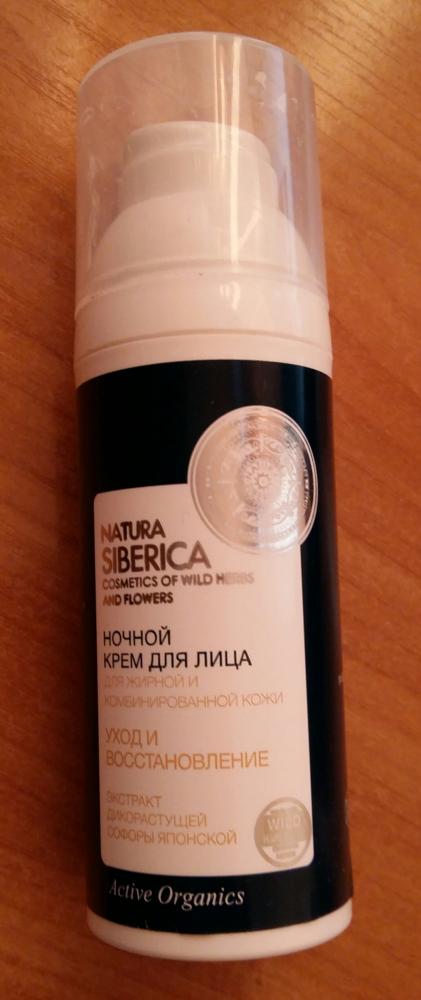 NATURA
SIBERICA
COSMETICS OF WILD HERBS
AND FLOWERS
НОЧНОЙ
КРЕМ ДЛЯ ЛИЦА
ДЛЯ ЖИРНОЙ И
КОМБИНИРОВАННОЙ КОЖИ
УХОД И
ВОССТАНОВЛЕНИЕ
ЭКСТРАКТ
ДИКОРАСТУЩЕЙ
СОФОРЫ ЯПОНСКОЙ
WILD
Active Organics